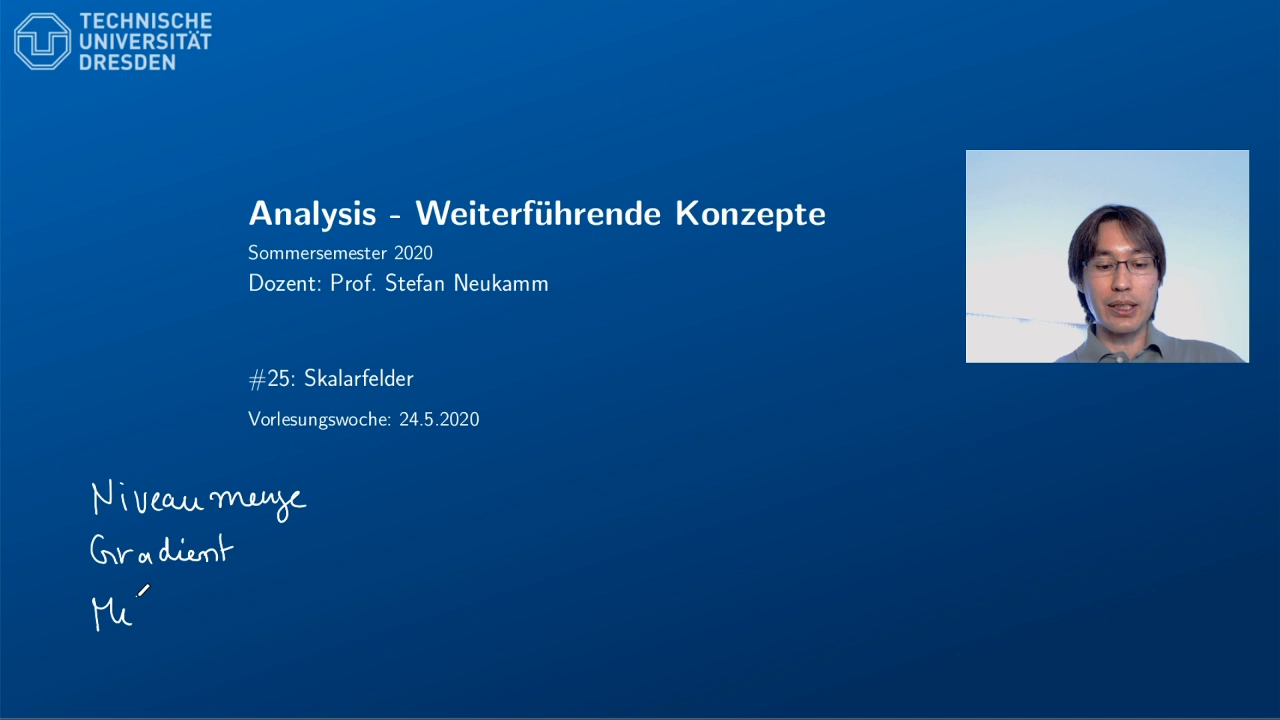 TECHNISCHE
UNIVERSITÄT
DRESDEN
Analysis - Weiterführende Konzepte
Sommersemester 2020
Dozent: Prof. Stefan Neukamm
#25: Skalarfelder
Vorlesungswoche: 24.5.2020
Niveaumenge
Gradient